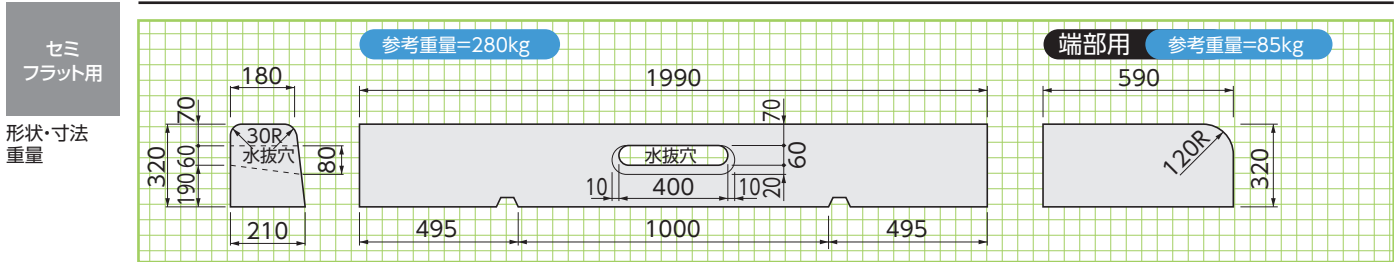 セミ
フラット用
形状・寸法
重量
参考重量=280kg
端部用
参考重量=85kg
180
70
30R
水抜穴
320
60
190
80
210
1990
70
水抜穴
60
10
400
10
20
495
1000
495
590
120R
320